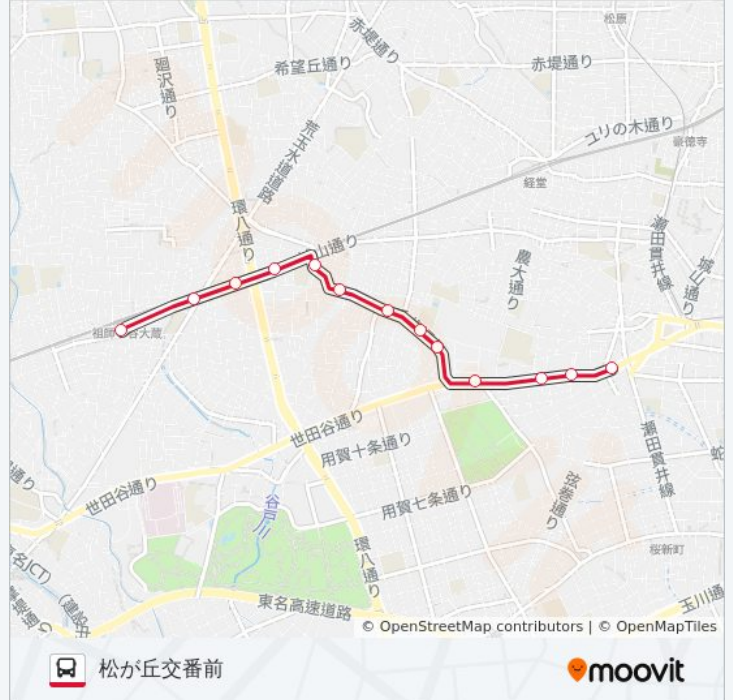 松原
赤堤通り
希望丘通り
赤堤通り
廻沢通り
荒玉水道道路
ユリの木通り
豪徳寺
経堂
環八通り
山通り
瀬田貫井線
城山通り
農大通り
祖師
谷大蔵
世田谷通り
用賀十条通り
瀬田貫井線
世田谷通り
用賀七条通り
弦巻通り
谷戸川
環八通り
桜新町
東名高速道路
玉川通
© OpenStreetMap contributors | © OpenMapTiles
松が丘交番前
moovit